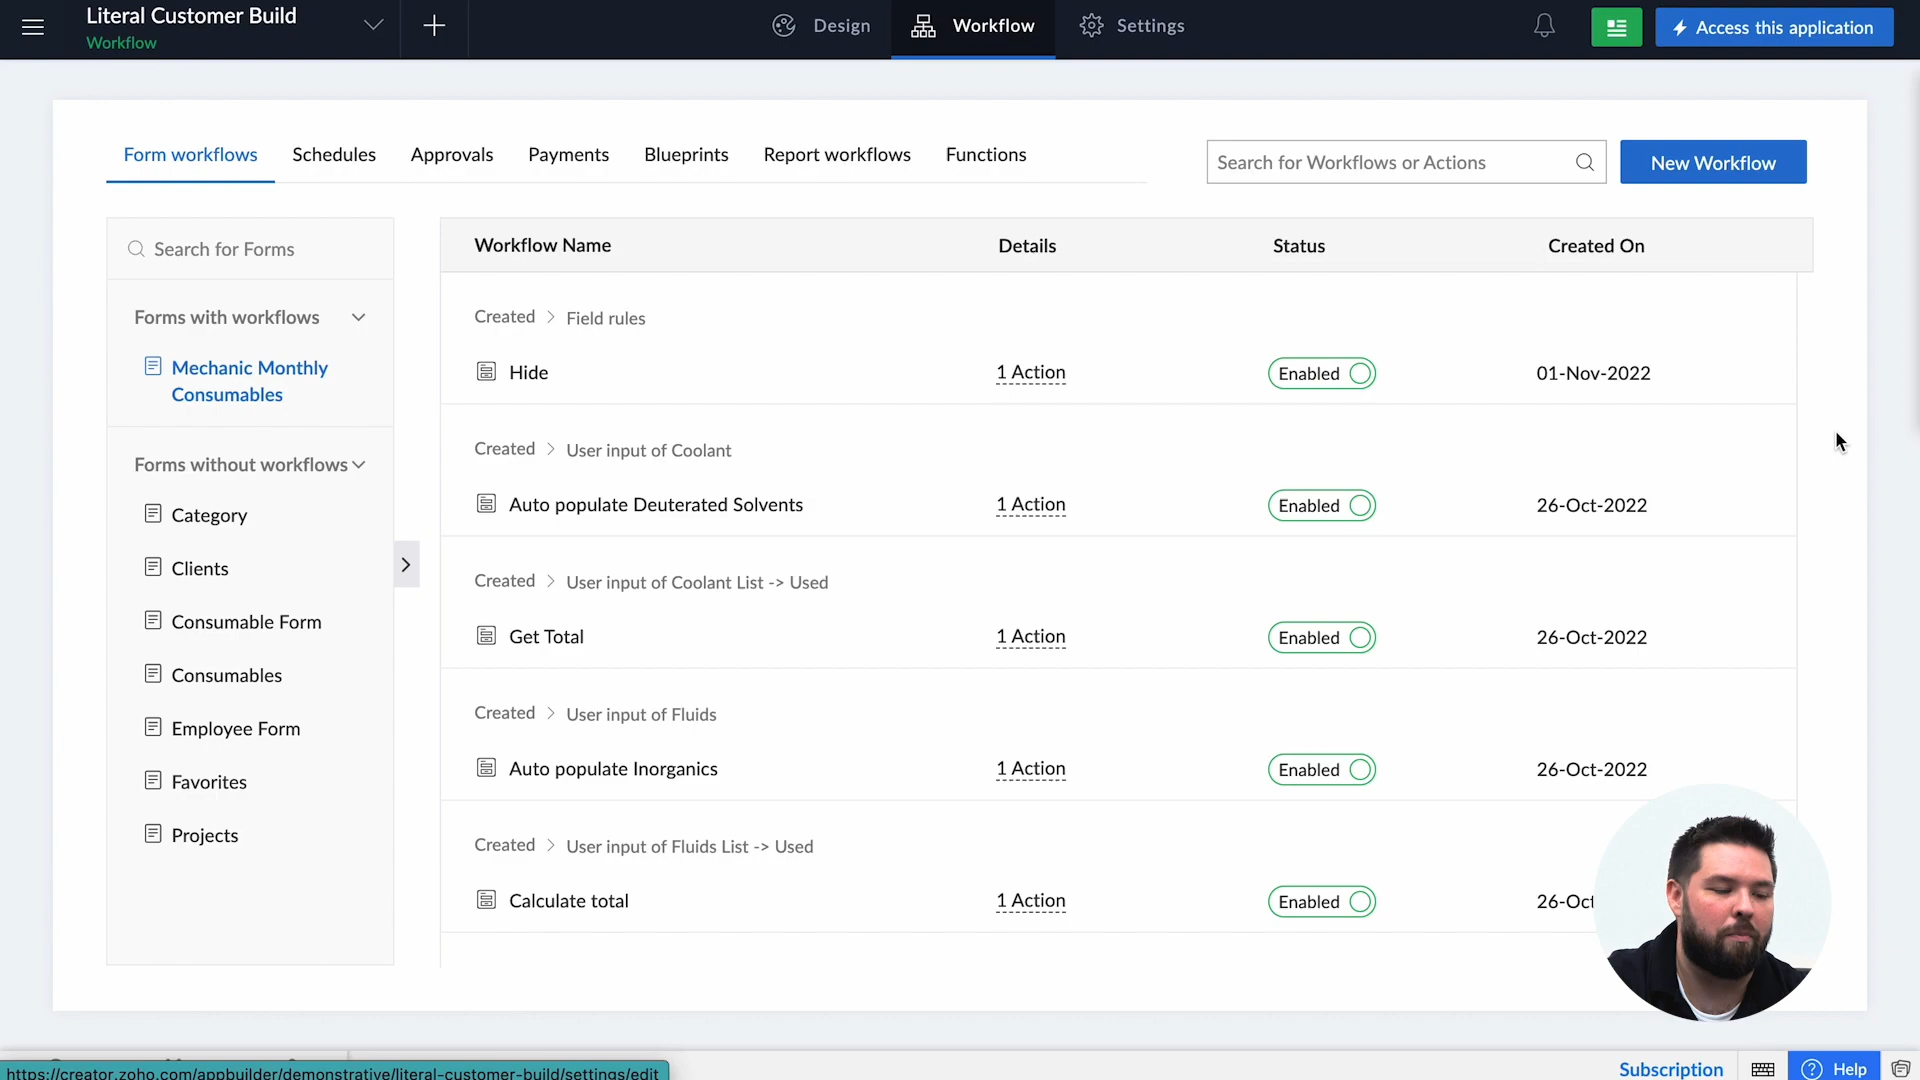 Literal Customer Build
Workflow
Design
Workflow
Settings
Access this application
Form workflows
Schedules
Approvals
Payments
Blueprints
Report workflows
Functions
Search for Workflows or Actions
New Workflow
Search for Forms
Forms with workflows
Mechanic Monthly
Consumables
Forms without workflows
Category
Clients
Consumable Form
Consumables
Employee Form
Favorites
Projects
Workflow Name
Details
Status
Created On
Created > Field rules
Hide
1 Action
Enabled
01-Nov-2022
Created > User input of Coolant
Auto populate Deuterated Solvents
1 Action
Enabled
26-Oct-2022
Created > User input of Coolant List -> Used
Get Total
1 Action
Enabled
26-Oct-2022
Created > User input of Fluids
Auto populate Inorganics
1 Action
Enabled
26-Oct-2022
Created > User input of Fluids List -> Used
Calculate total
1 Action
Enabled
26-Oct
https://creator.zoho.com/appbuilder/demonstrative/literal-customer-build/settings/edit
Subscription
Help